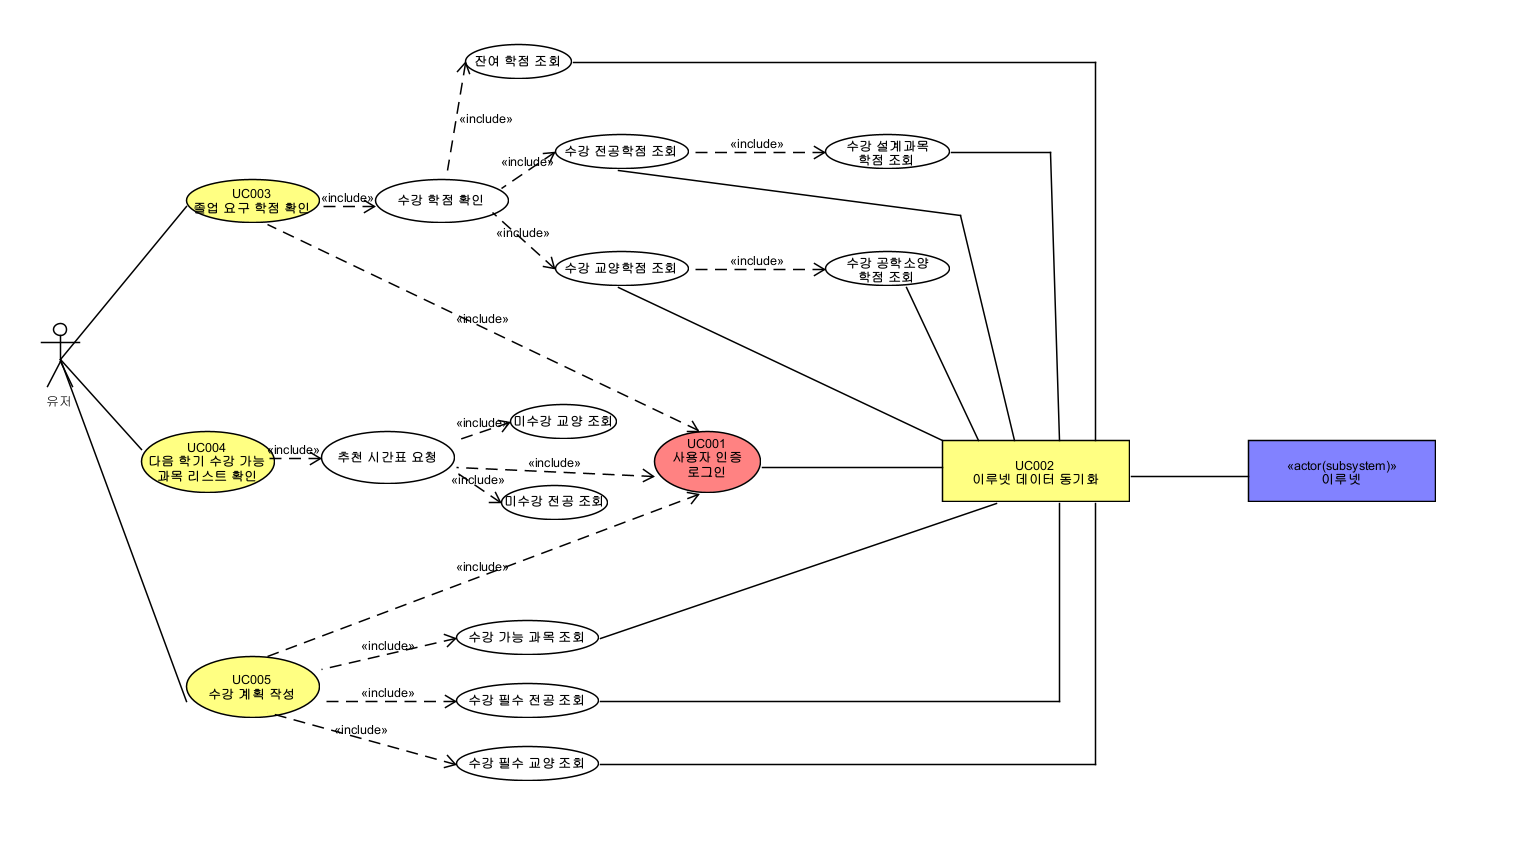 잔여 학점 조회
«include»
수강 전공학점 조회
«include»
수강 설계과목
학점 조회
«include»
UC003
졸업 요구 학점 확인
«include»
수강 학점 확인
«include»
수강 교양학점 조회
«include»
수강 공학소양
학점 조회
«include»
유저
UC004
다음 학기 수강 가능
과목 리스트 확인
«include»
추천 시간표 요청
«include»
미수강 교양 조회
«include»
«include»
미수강 전공 조회
UC001
사용자 인증
로그인
UC002
이루넷 데이터 동기화
«actor(subsystem)»
이루넷
«include»
UC005
수강 계획 작성
«include»
수강 가능 과목 조회
«include»
수강 필수 전공 조회
«include»
수강 필수 교양 조회